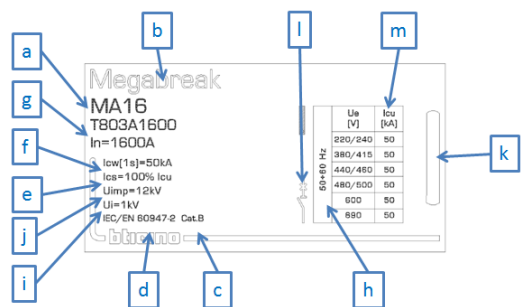 b
l
m
a
Megabreak
MA16
g
T803A1600
In=1600A
f
Icw[1s]=50kA
Ics=100% Icu
e
Uimp=12kV
j
Ui=1kV
i
IEC/EN 60947-2 Cat.B
bticino
d
c
50÷60 Hz
Ue [V] Icu [kA]
220/240 50
380/415 50
440/460 50
480/500 50
600 50
690 50
k
h